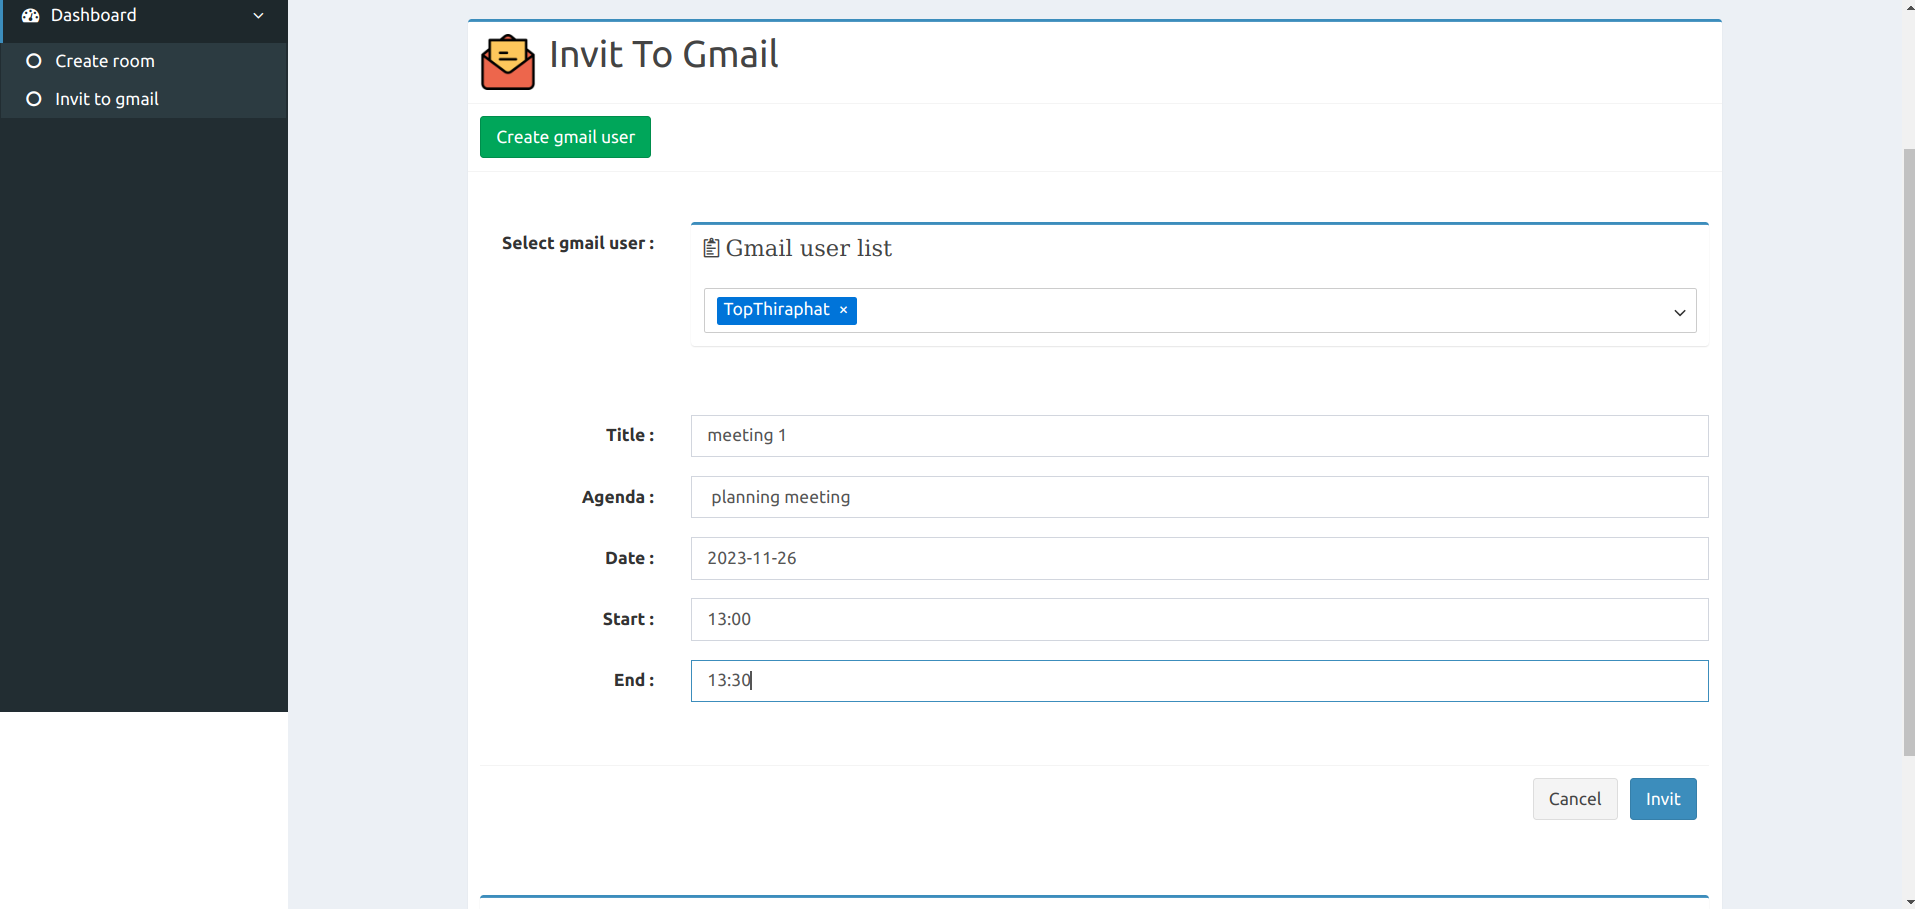 Dashboard
Create room
Invit to gmail
Invit To Gmail
Create gmail user
Select gmail user :
Gmail user list
TopThiraphat ×
Title :
meeting 1
Agenda :
planning meeting
Date :
2023-11-26
Start :
13:00
End :
13:30
Cancel
Invit